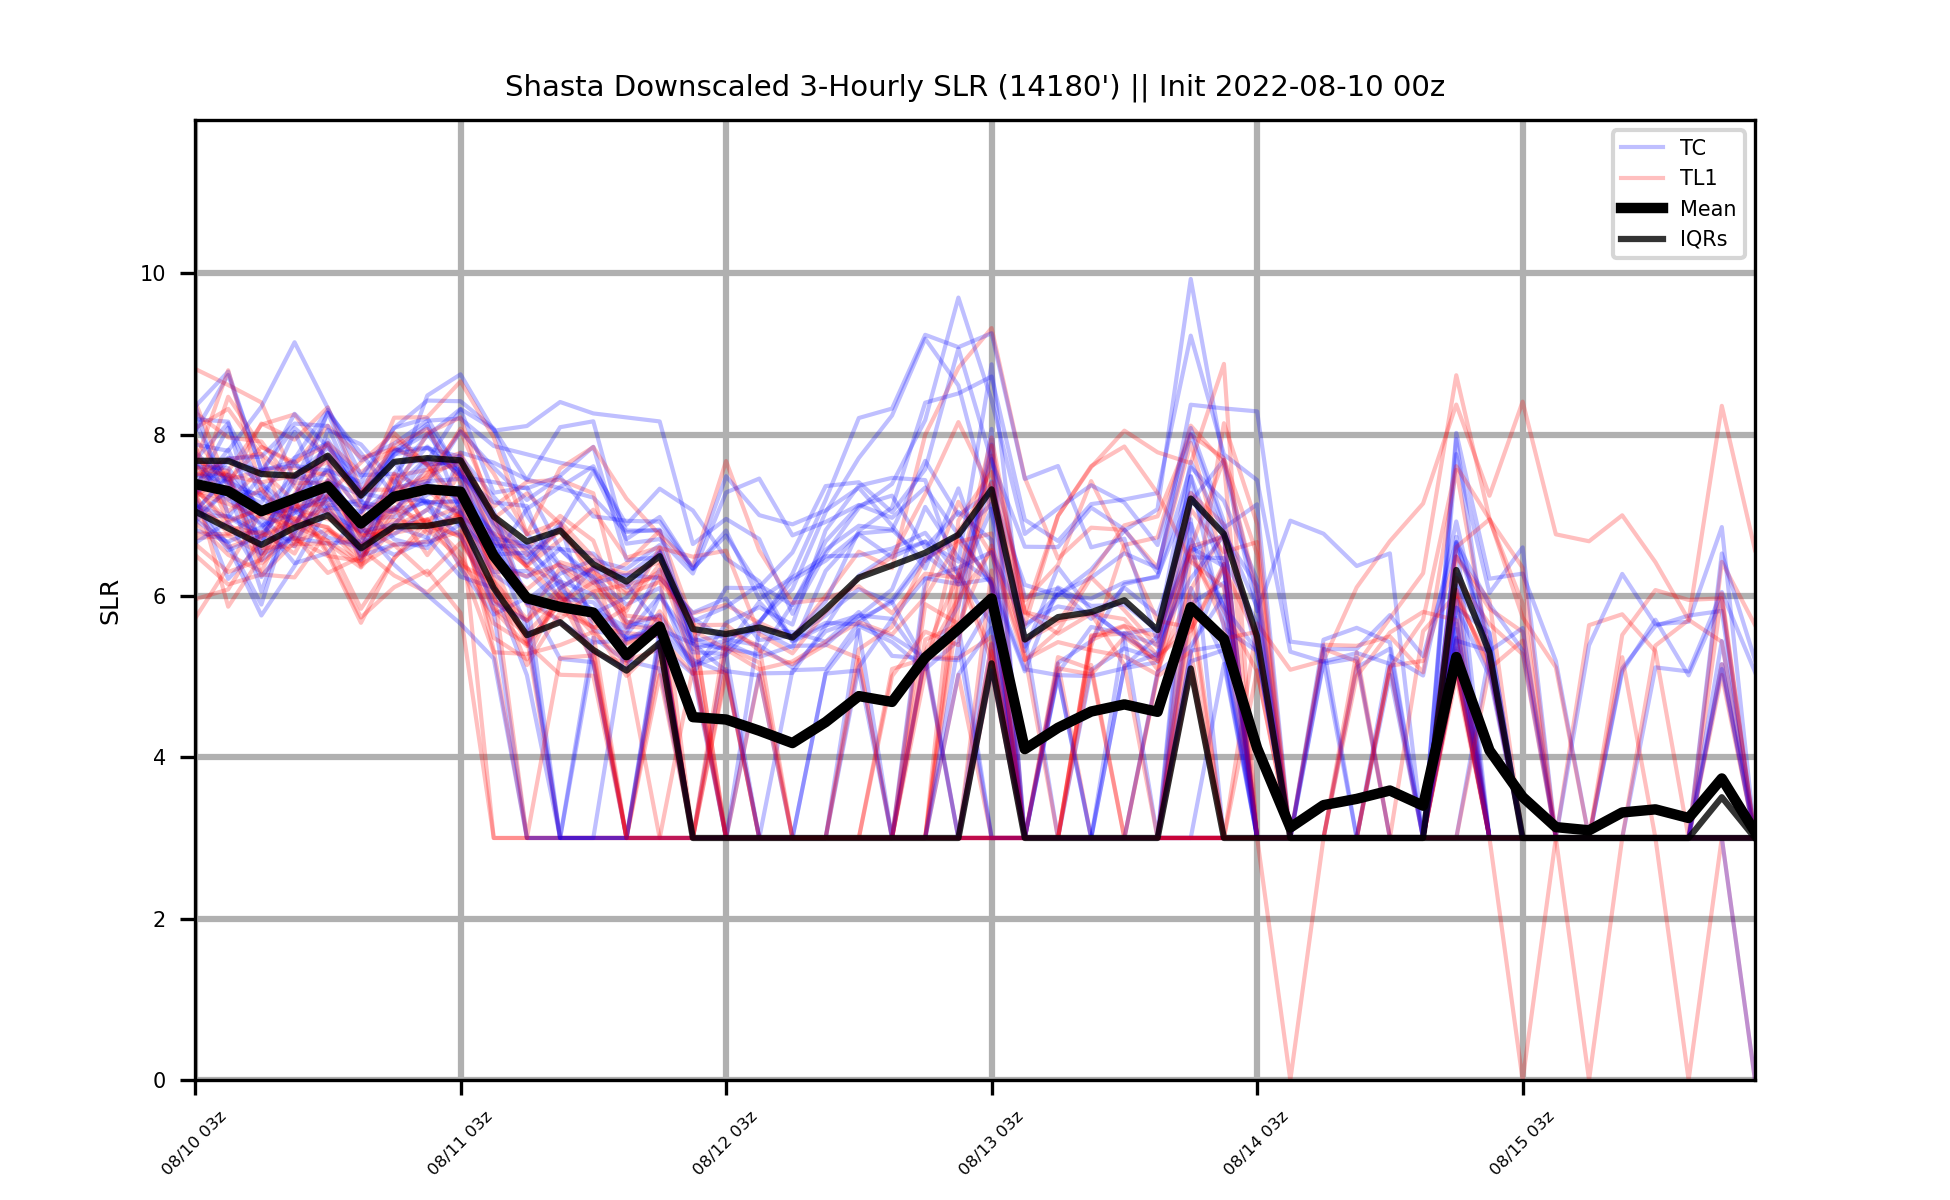 Shasta Downscaled 3-Hourly SLR (14180') || Init 2022-08-10 00z
TC
TL1
Mean
IQRs
SLR
10
8
6
4
2
0
08/10 03z
08/11 03z
08/12 03z
08/13 03z
08/14 03z
08/15 03z